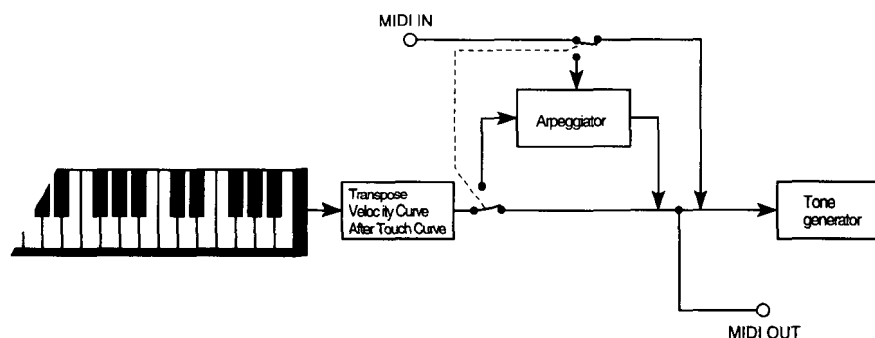 MIDI IN
Arpeggiator
Transpose
Velocity Curve
After Touch Curve
Tone
generator
MIDI OUT